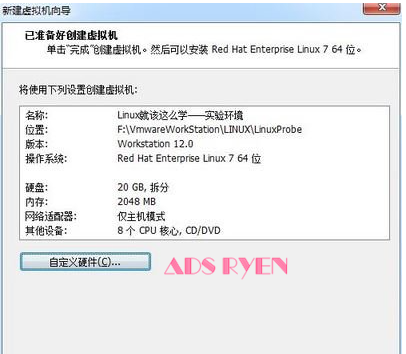 新建虚拟机向导
已准备好创建虚拟机
单击"完成"创建虚拟机。然后可以安装 Red Hat Enterprise Linux 7 64 位。
将使用下列设置创建虚拟机:
名称: Linux就该这么学——实验环境
位置: F:\VmwareWorkStation\LINUX\LinuxProbe
版本: Workstation 12.0
操作系统: Red Hat Enterprise Linux 7 64 位
硬盘: 20 GB, 拆分
内存: 2048 MB
网络适配器: 仅主机模式
其他设备: 8 个 CPU 核心, CD/DVD
自定义硬件(C)...
ADS RYEN